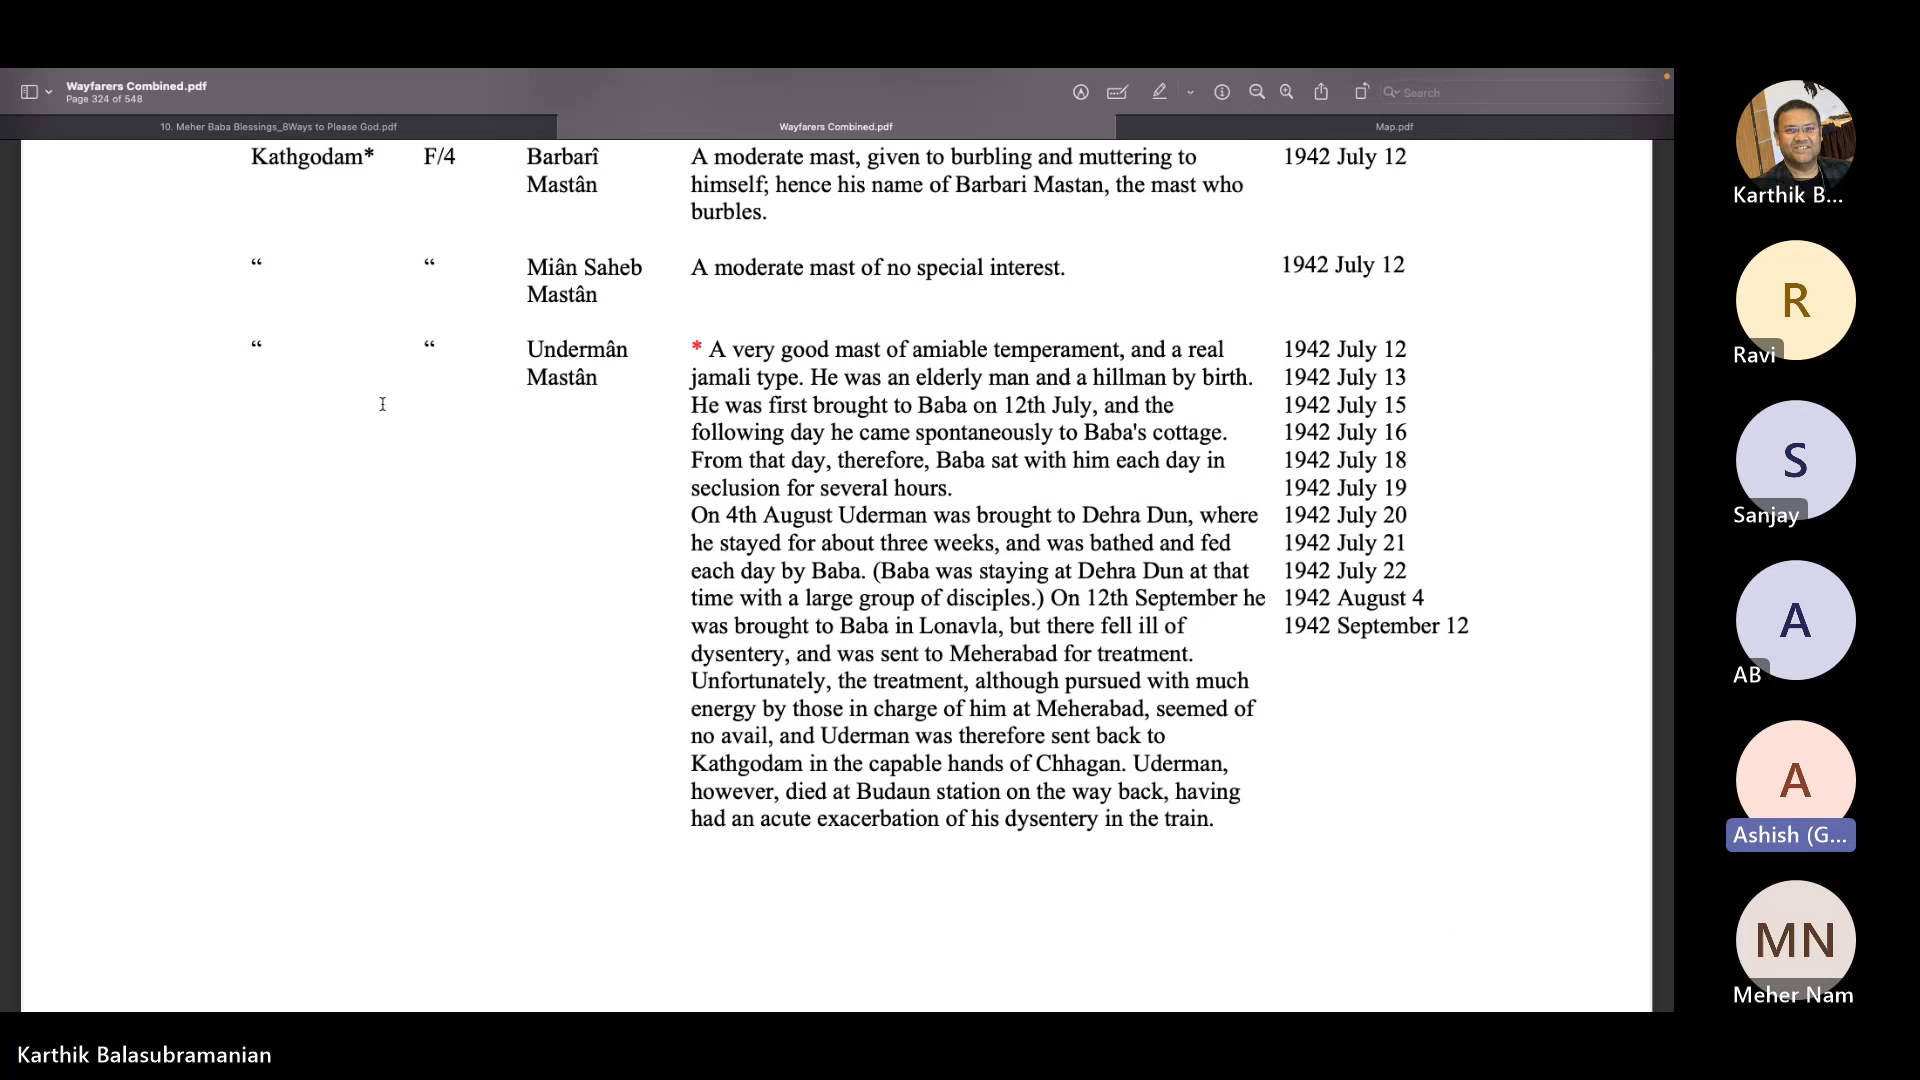 Wayfarers Combined.pdf
Page 324 of 548
Search
10. Meher Baba Blessings_8Ways to Please God.pdf
Wayfarers Combined.pdf
Map.pdf
Kathgodam* F/4 Barbarî A moderate mast, given to burbling and muttering to 1942 July 12
Mastân himself; hence his name of Barbari Mastan, the mast who
burbles.
“ “ Miân Saheb A moderate mast of no special interest. 1942 July 12
Mastân
“ “ Undermân * A very good mast of amiable temperament, and a real 1942 July 12
Mastân jamali type. He was an elderly man and a hillman by birth. 1942 July 13
He was first brought to Baba on 12th July, and the 1942 July 15
following day he came spontaneously to Baba's cottage. 1942 July 16
From that day, therefore, Baba sat with him each day in 1942 July 18
seclusion for several hours. 1942 July 19
On 4th August Uderman was brought to Dehra Dun, where 1942 July 20
he stayed for about three weeks, and was bathed and fed 1942 July 21
each day by Baba. (Baba was staying at Dehra Dun at that 1942 July 22
time with a large group of disciples.) On 12th September he 1942 August 4
was brought to Baba in Lonavla, but there fell ill of 1942 September 12
dysentery, and was sent to Meherabad for treatment.
Unfortunately, the treatment, although pursued with much
energy by those in charge of him at Meherabad, seemed of
no avail, and Uderman was therefore sent back to
Kathgodam in the capable hands of Chhagan. Uderman,
however, died at Budaun station on the way back, having
had an acute exacerbation of his dysentery in the train.
Karthik B...
R
Ravi
S
Sanjay
A
AB
A
Ashish (G...
MN
Meher Nam
Karthik Balasubramanian